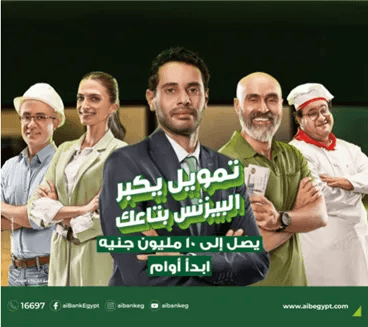 تمويل يكبر
البيزنس بتاعك
يصل إلى ١٠ مليون جنيه
ابدأ أوام
16697 aiBankEgypt aibankeg aibankeg www.aibegypt.com